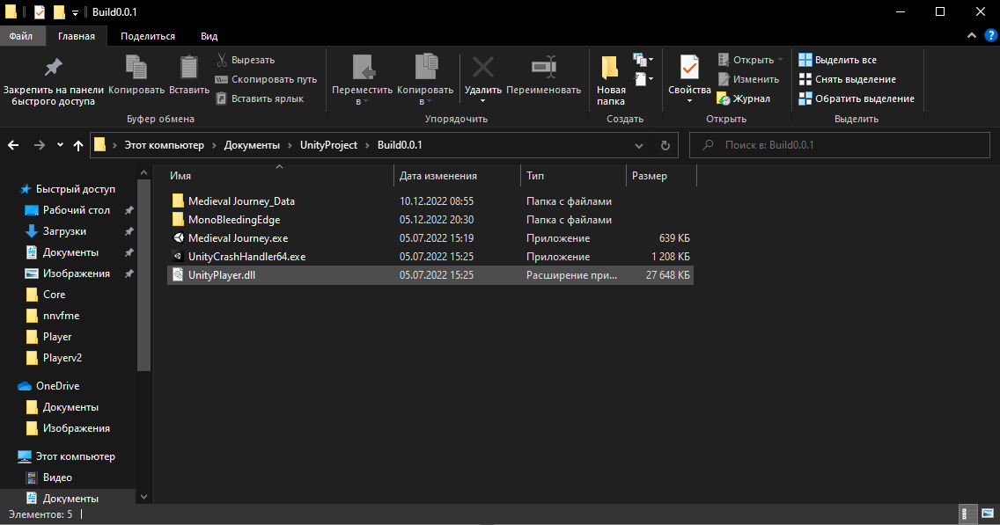 Build0.0.1
Файл Главная Поделиться Вид
Закрепить на панели быстрого доступа
Копировать
Вставить
Вырезать
Скопировать путь
Вставить ярлык
Буфер обмена
Переместить в
Копировать в
Удалить
Переименовать
Упорядочить
Новая папка
Создать
Свойства
Открыть
Изменить
Журнал
Открыть
Выделить все
Снять выделение
Обратить выделение
Выделить
Этот компьютер › Документы › UnityProject › Build0.0.1
Поиск в: Build0.0.1
Быстрый доступ
Рабочий стол
Загрузки
Документы
Изображения
Core
nnvfme
Player
Playerv2
OneDrive
Документы
Изображения
Этот компьютер
Видео
Документы
Имя Дата изменения Тип Размер
Medieval Journey_Data 10.12.2022 08:55 Папка с файлами
MonoBleedingEdge 05.12.2022 20:30 Папка с файлами
Medieval Journey.exe 05.07.2022 15:19 Приложение 639 КБ
UnityCrashHandler64.exe 05.07.2022 15:25 Приложение 1 208 КБ
UnityPlayer.dll 05.07.2022 15:25 Расширение при... 27 648 КБ
Элементов: 5